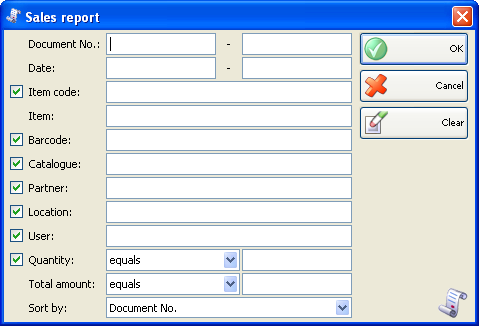 Sales report
Document No.: -
OK
Date: -
Item code:
Cancel
Item:
Clear
Barcode:
Catalogue:
Partner:
Location:
User:
Quantity: equals
Total amount: equals
Sort by: Document No.